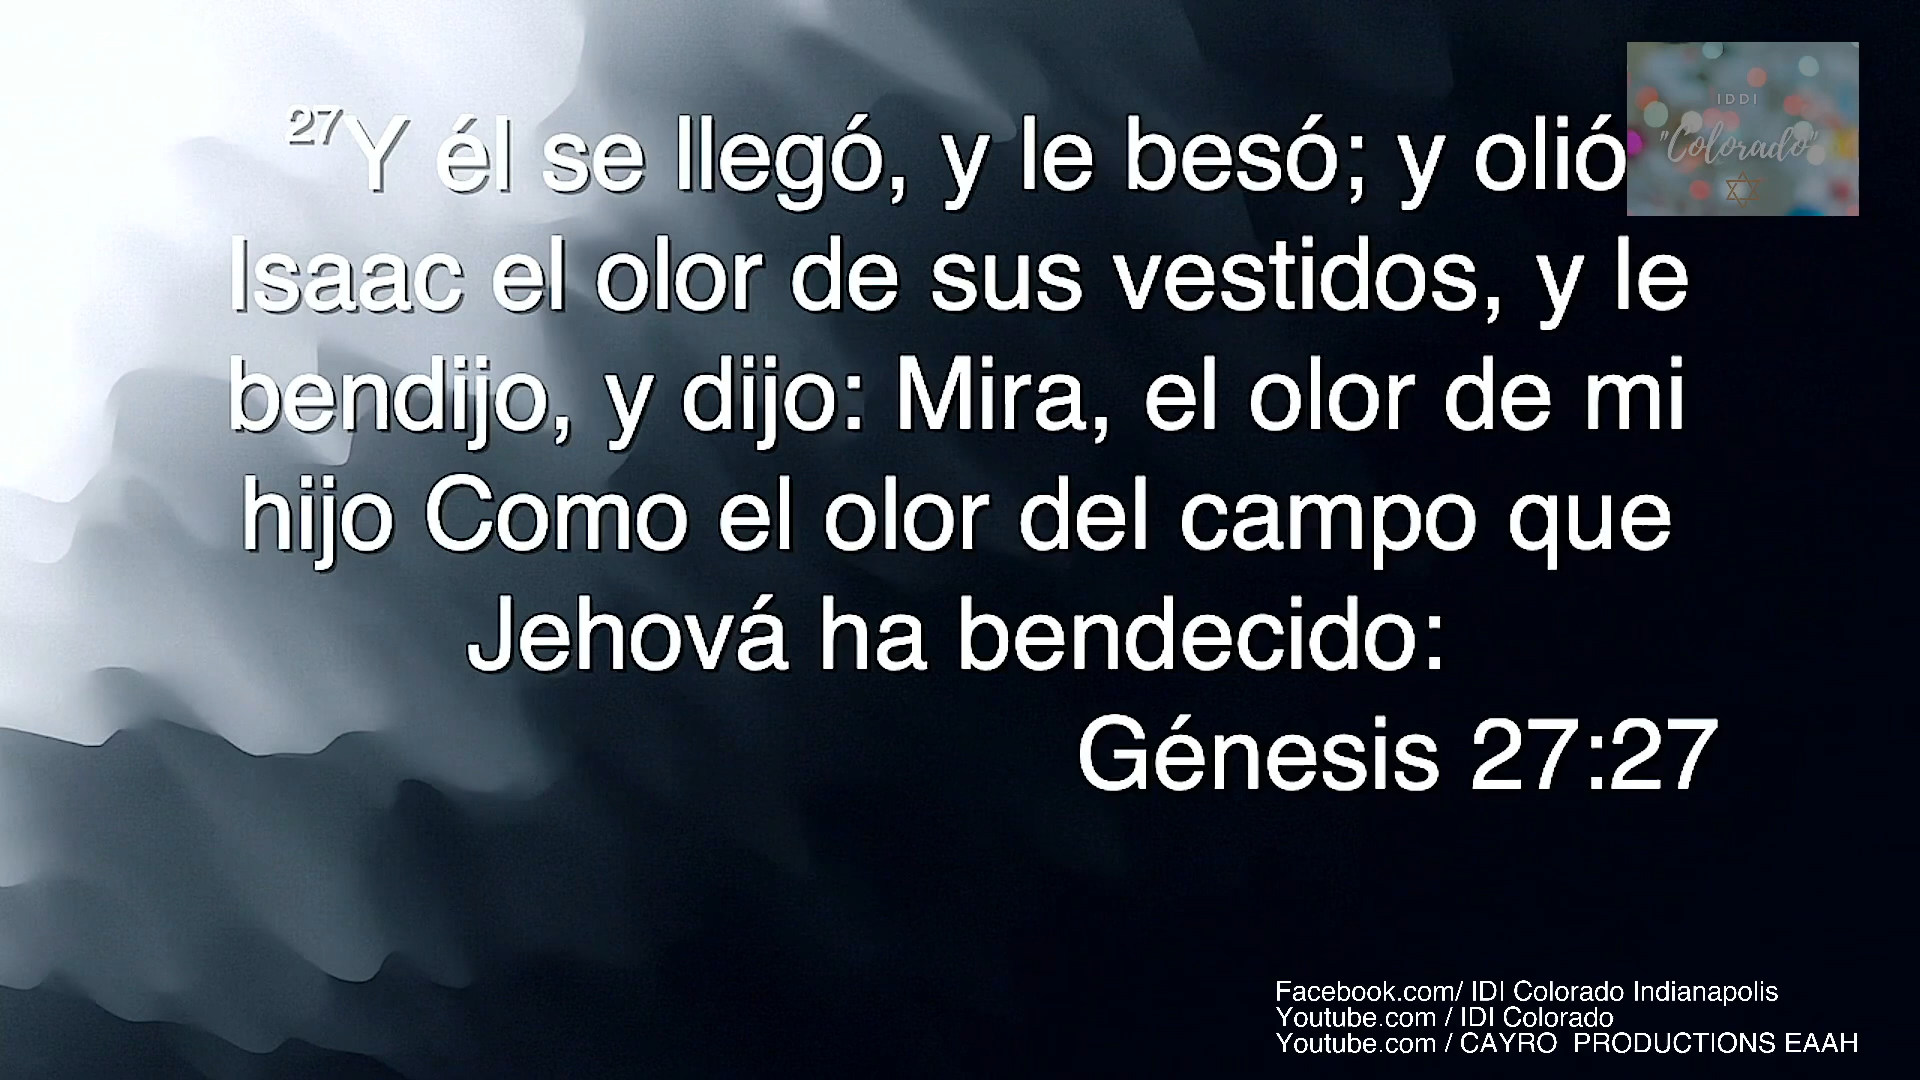 27Y él se llegó, y le besó; y olió
Isaac el olor de sus vestidos, y le
bendijo, y dijo: Mira, el olor de mi
hijo Como el olor del campo que
Jehová ha bendecido:
Génesis 27:27
IDDI
"Colorado"
Facebook.com/ IDI Colorado Indianapolis
Youtube.com / IDI Colorado
Youtube.com / CAYRO  PRODUCTIONS EAAH